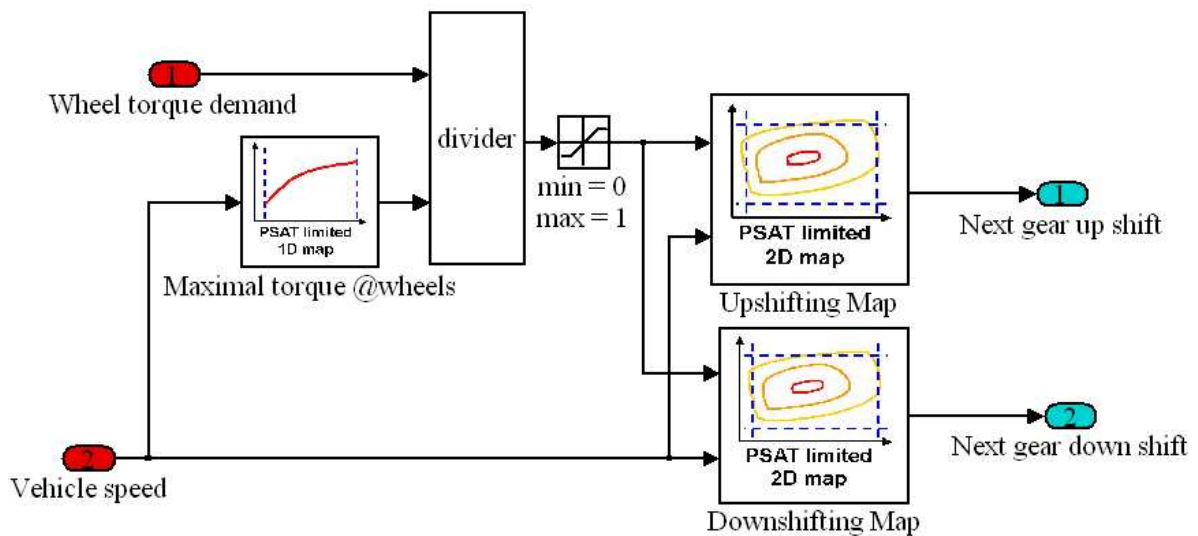 1
Wheel torque demand
divider
PSAT limited
1D map
Maximal torque @wheels
min = 0
max = 1
PSAT limited
2D map
Upshifting Map
1
Next gear up shift
2
Vehicle speed
PSAT limited
2D map
Downshifting Map
2
Next gear down shift